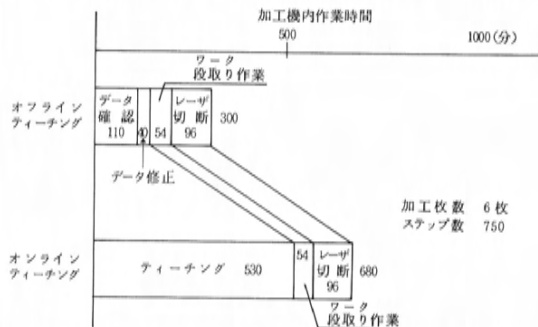 加工機内作業時間
500
1000(分)
ワーク
段取り作業
オフライン
ティーチング
データ
確認
110
40
54
レーザ
切断
96
300
データ修正
加工枚数 6枚
ステップ数 750
オンライン
ティーチング
ティーチング 530
54
レーザ
切断
96
680
ワーク
段取り作業